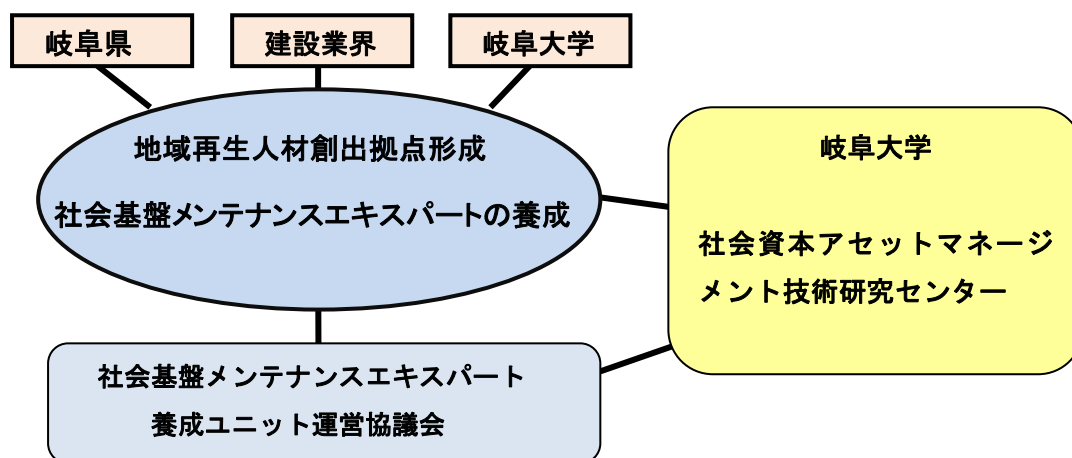 岐阜県
建設業界
岐阜大学
地域再生人材創出拠点形成
社会基盤メンテナンスエキスパートの養成
岐阜大学
社会資本アセットマネージ
メント技術研究センター
社会基盤メンテナンスエキスパート
養成ユニット運営協議会